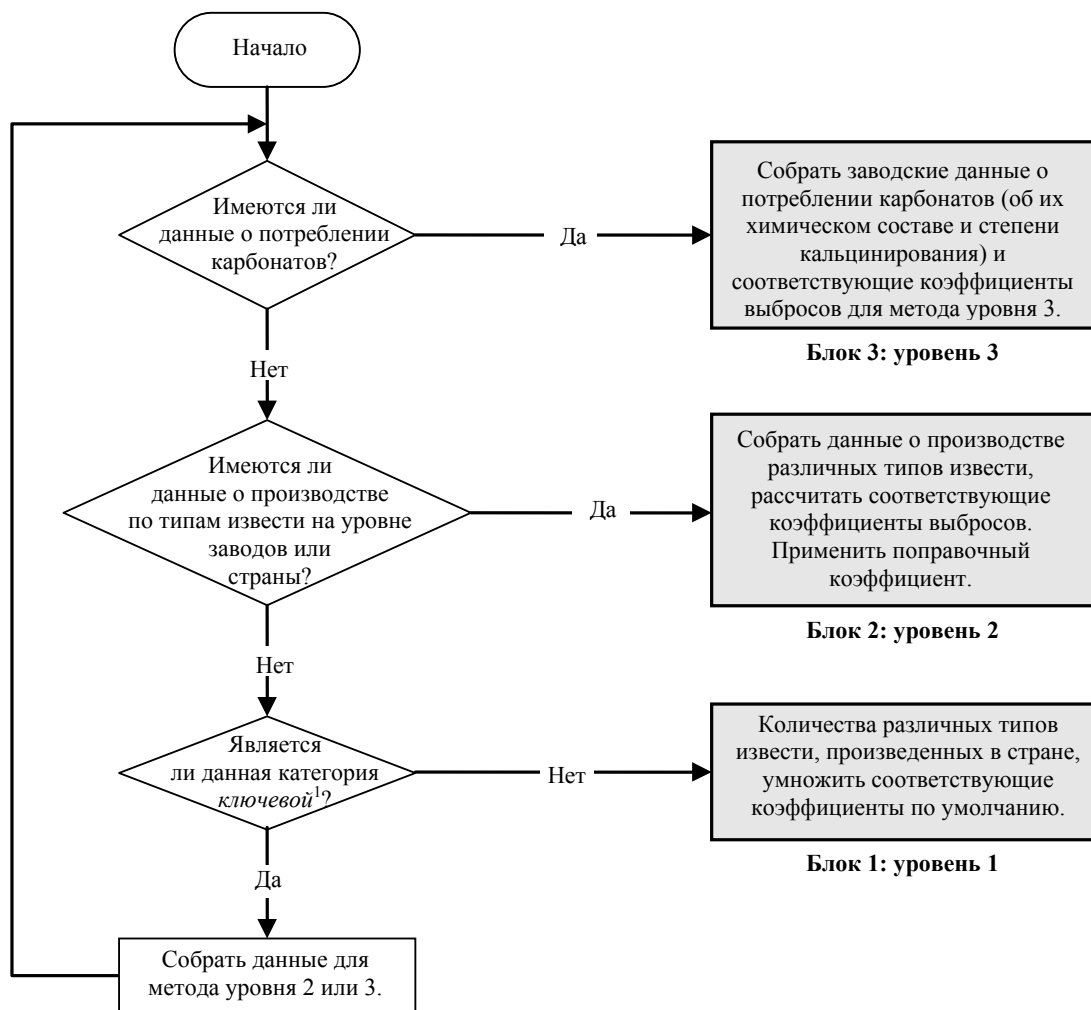 Начало
Имеются ли
данные о потреблении
карбонатов?
Да
Собрать заводские данные о
потреблении карбонатов (об их
химическом составе и степени
кальцинирования) и
соответствующие коэффициенты
выбросов для метода уровня 3.
Блок 3: уровень 3
Нет
Имеются ли
данные о производстве
по типам извести на уровне
заводов или
страны?
Да
Собрать данные о производстве
различных типов извести,
рассчитать соответствующие
коэффициенты выбросов.
Применить поправочный
коэффициент.
Блок 2: уровень 2
Нет
Является
ли данная категория
ключевой¹?
Нет
Количества различных типов
извести, произведенных в стране,
умножить соответствующие
коэффициенты по умолчанию.
Блок 1: уровень 1
Да
Собрать данные для
метода уровня 2 или 3.